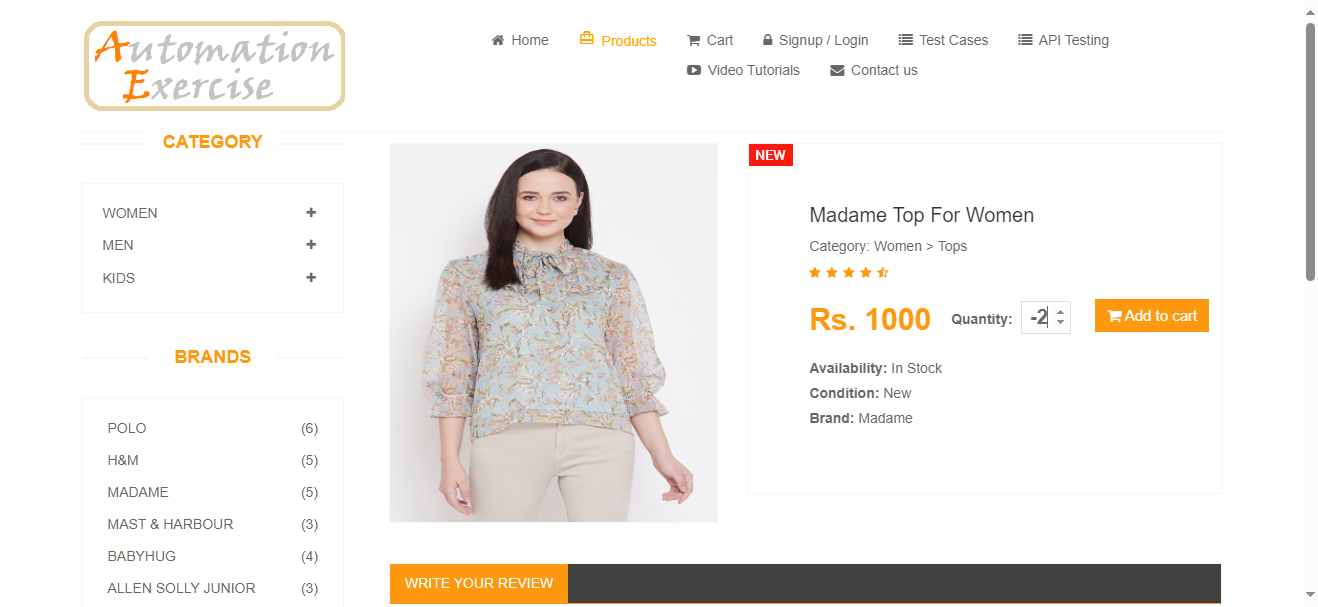 Automation
Exercise
Home
Products
Cart
Signup / Login
Test Cases
API Testing
Video Tutorials
Contact us
CATEGORY
WOMEN
MEN
KIDS
BRANDS
POLO (6)
H&M (5)
MADAME (5)
MAST & HARBOUR (3)
BABYHUG (4)
ALLEN SOLLY JUNIOR (3)
NEW
Madame Top For Women
Category: Women > Tops
Rs. 1000 Quantity: -2 Add to cart
Availability: In Stock
Condition: New
Brand: Madame
WRITE YOUR REVIEW